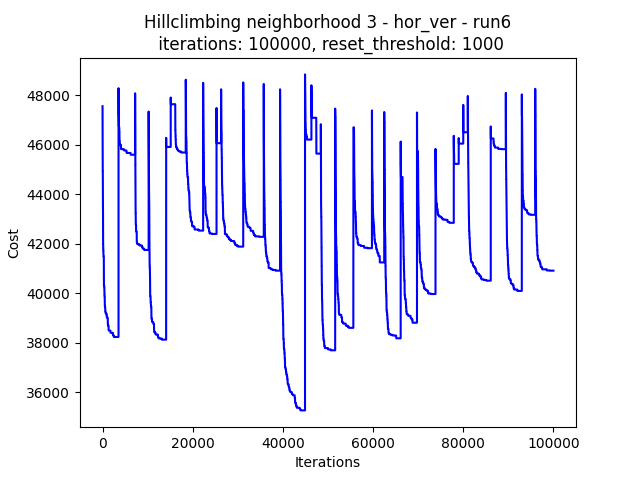 Hillclimbing neighborhood 3 - hor_ver - run6
iterations: 100000, reset_threshold: 1000
48000
46000
44000
42000
40000
38000
36000
Cost
0 20000 40000 60000 80000 100000
Iterations